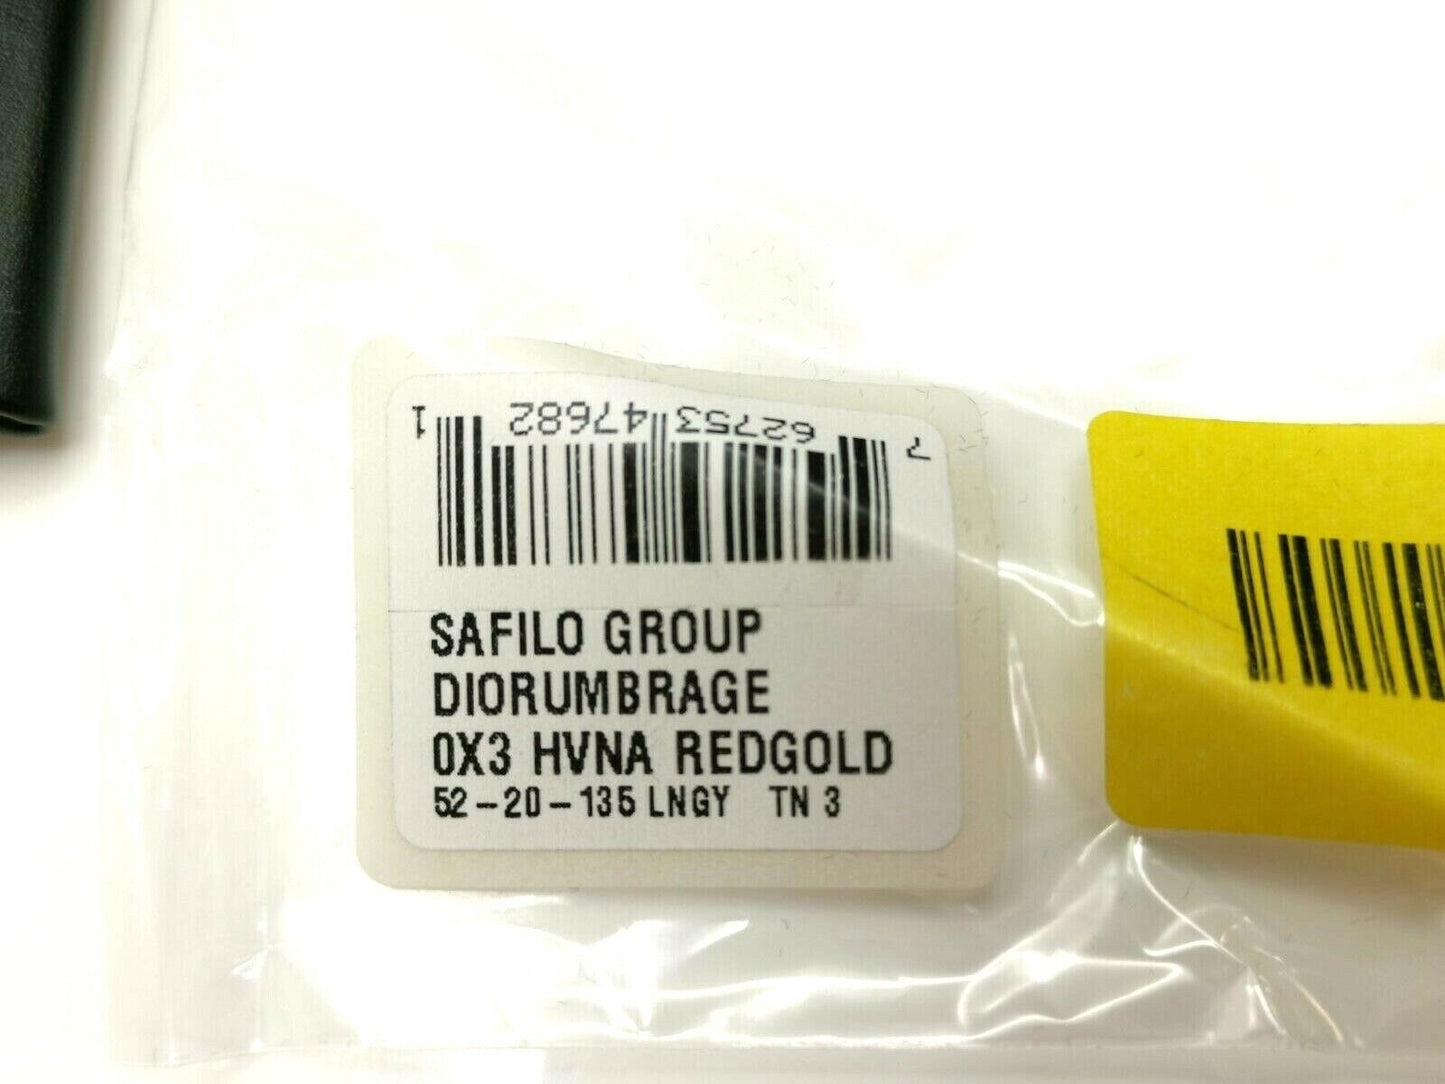 7 62753 47682 1
SAFILO GROUP
DIORUMBRAGE
0X3 HVNA REDGOLD
52-20-135 LNGY TN 3